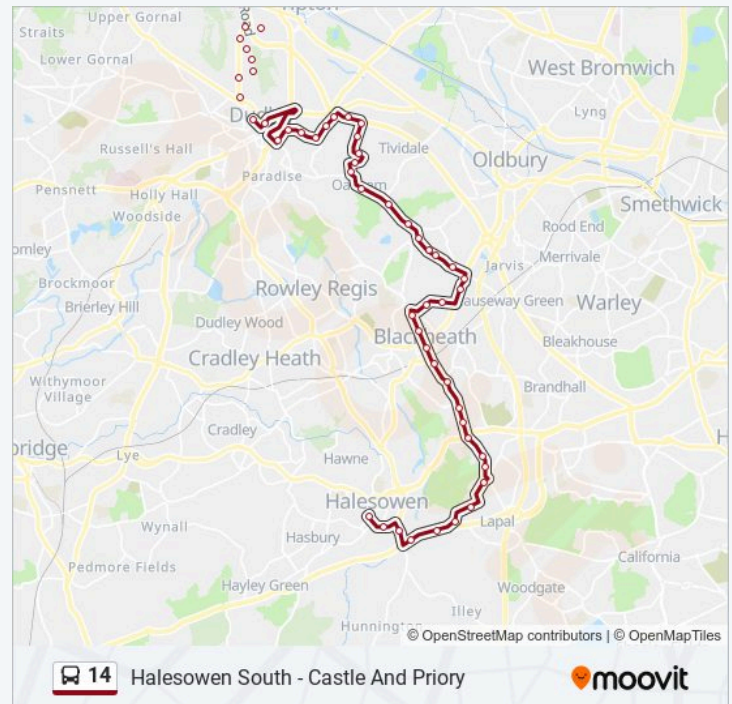 Upper Gornal
Straits
Lower Gornal
West Bromwich
Lyng
Russell's Hall
Tividale
Oldbury
Paradise
Pensnett
Holly Hall
Smethwick
Woodside
Rood End
Jarvis
Merrivale
Brockmoor
Rowley Regis
Causeway Green
Warley
Brierley Hill
Dudley Wood
Blackheath
Bleakhouse
Cradley Heath
Withymoor
Village
Brandhall
Cradley
Lye
Hawne
Halesowen
Wynall
Hasbury
Lapal
California
Pedmore Fields
Hayley Green
Woodgate
Illey
© OpenStreetMap contributors | © OpenMapTiles
14 Halesowen South - Castle And Priory
moovit